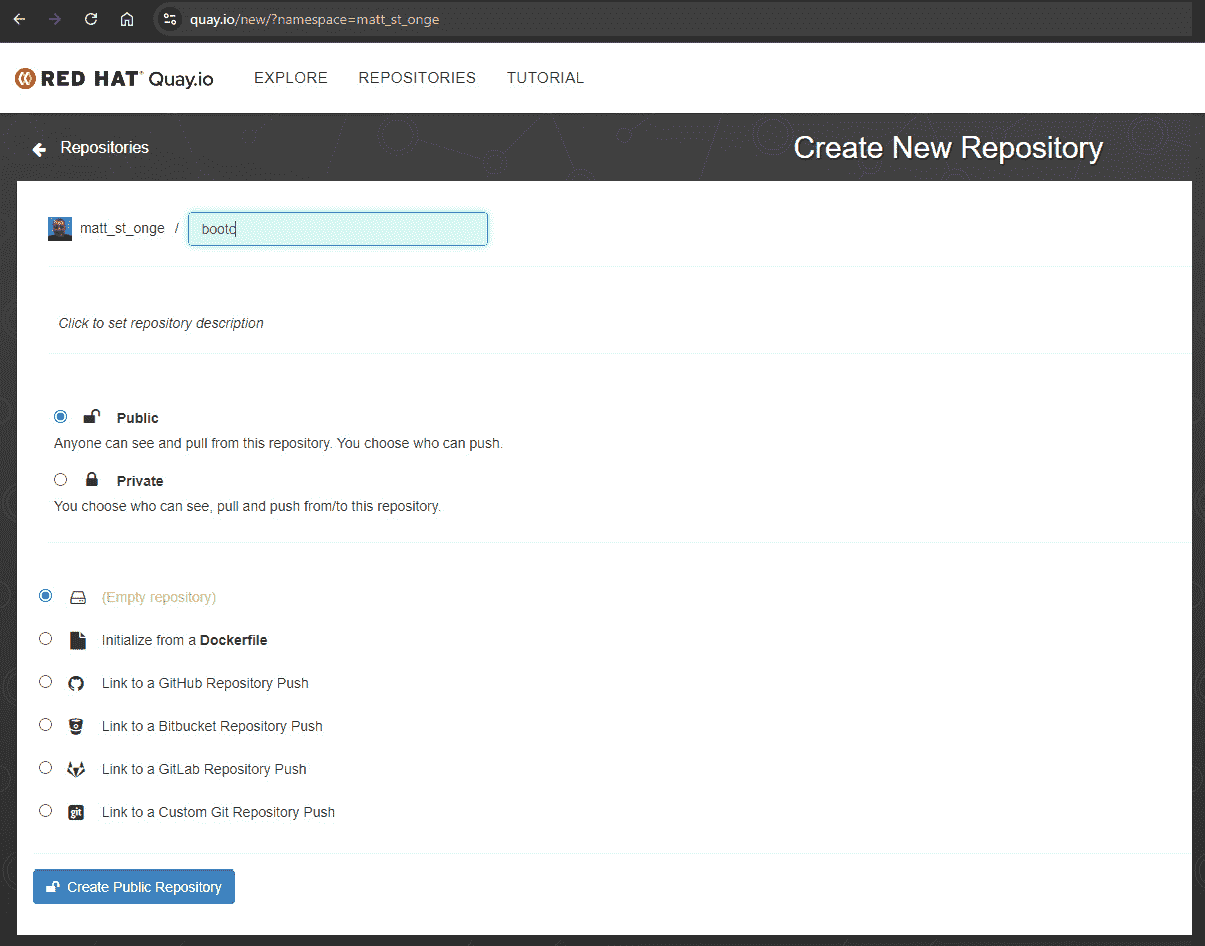 quay.io/new/?namespace=matt_st_onge
RED HAT® Quay.io EXPLORE REPOSITORIES TUTORIAL
Repositories Create New Repository
matt_st_onge / bootc
Click to set repository description
Public
Anyone can see and pull from this repository. You choose who can push.
Private
You choose who can see, pull and push from/to this repository.
(Empty repository)
Initialize from a Dockerfile
Link to a GitHub Repository Push
Link to a Bitbucket Repository Push
Link to a GitLab Repository Push
git Link to a Custom Git Repository Push
Create Public Repository